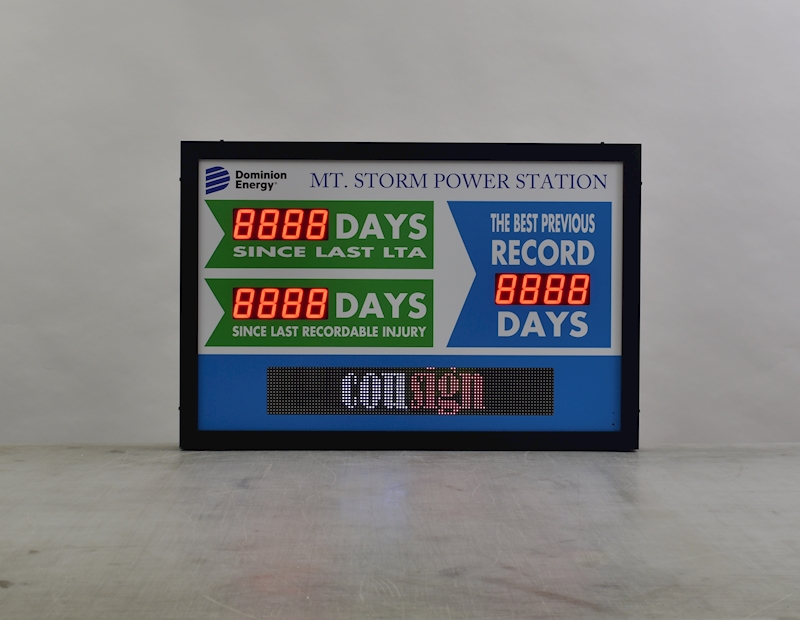 Dominion
Energy®
MT. STORM POWER STATION
8888 DAYS
SINCE LAST LTA
8888 DAYS
SINCE LAST RECORDABLE INJURY
THE BEST PREVIOUS
RECORD
8888
DAYS
consign